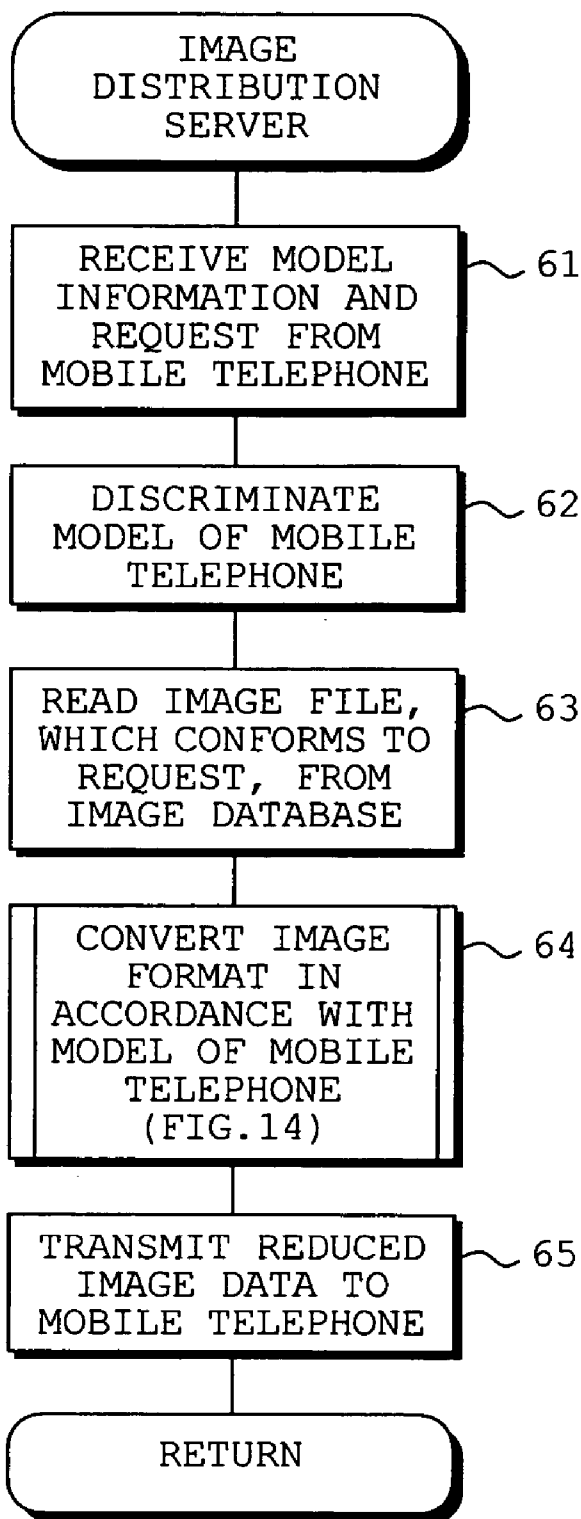 IMAGE
DISTRIBUTION
SERVER
RECEIVE MODEL
INFORMATION AND
REQUEST FROM
MOBILE TELEPHONE
61
DISCRIMINATE
MODEL OF MOBILE
TELEPHONE
62
READ IMAGE FILE,
WHICH CONFORMS TO
REQUEST, FROM
IMAGE DATABASE
63
CONVERT IMAGE
FORMAT IN
ACCORDANCE WITH
MODEL OF MOBILE
TELEPHONE
(FIG.14)
64
TRANSMIT REDUCED
IMAGE DATA TO
MOBILE TELEPHONE
65
RETURN